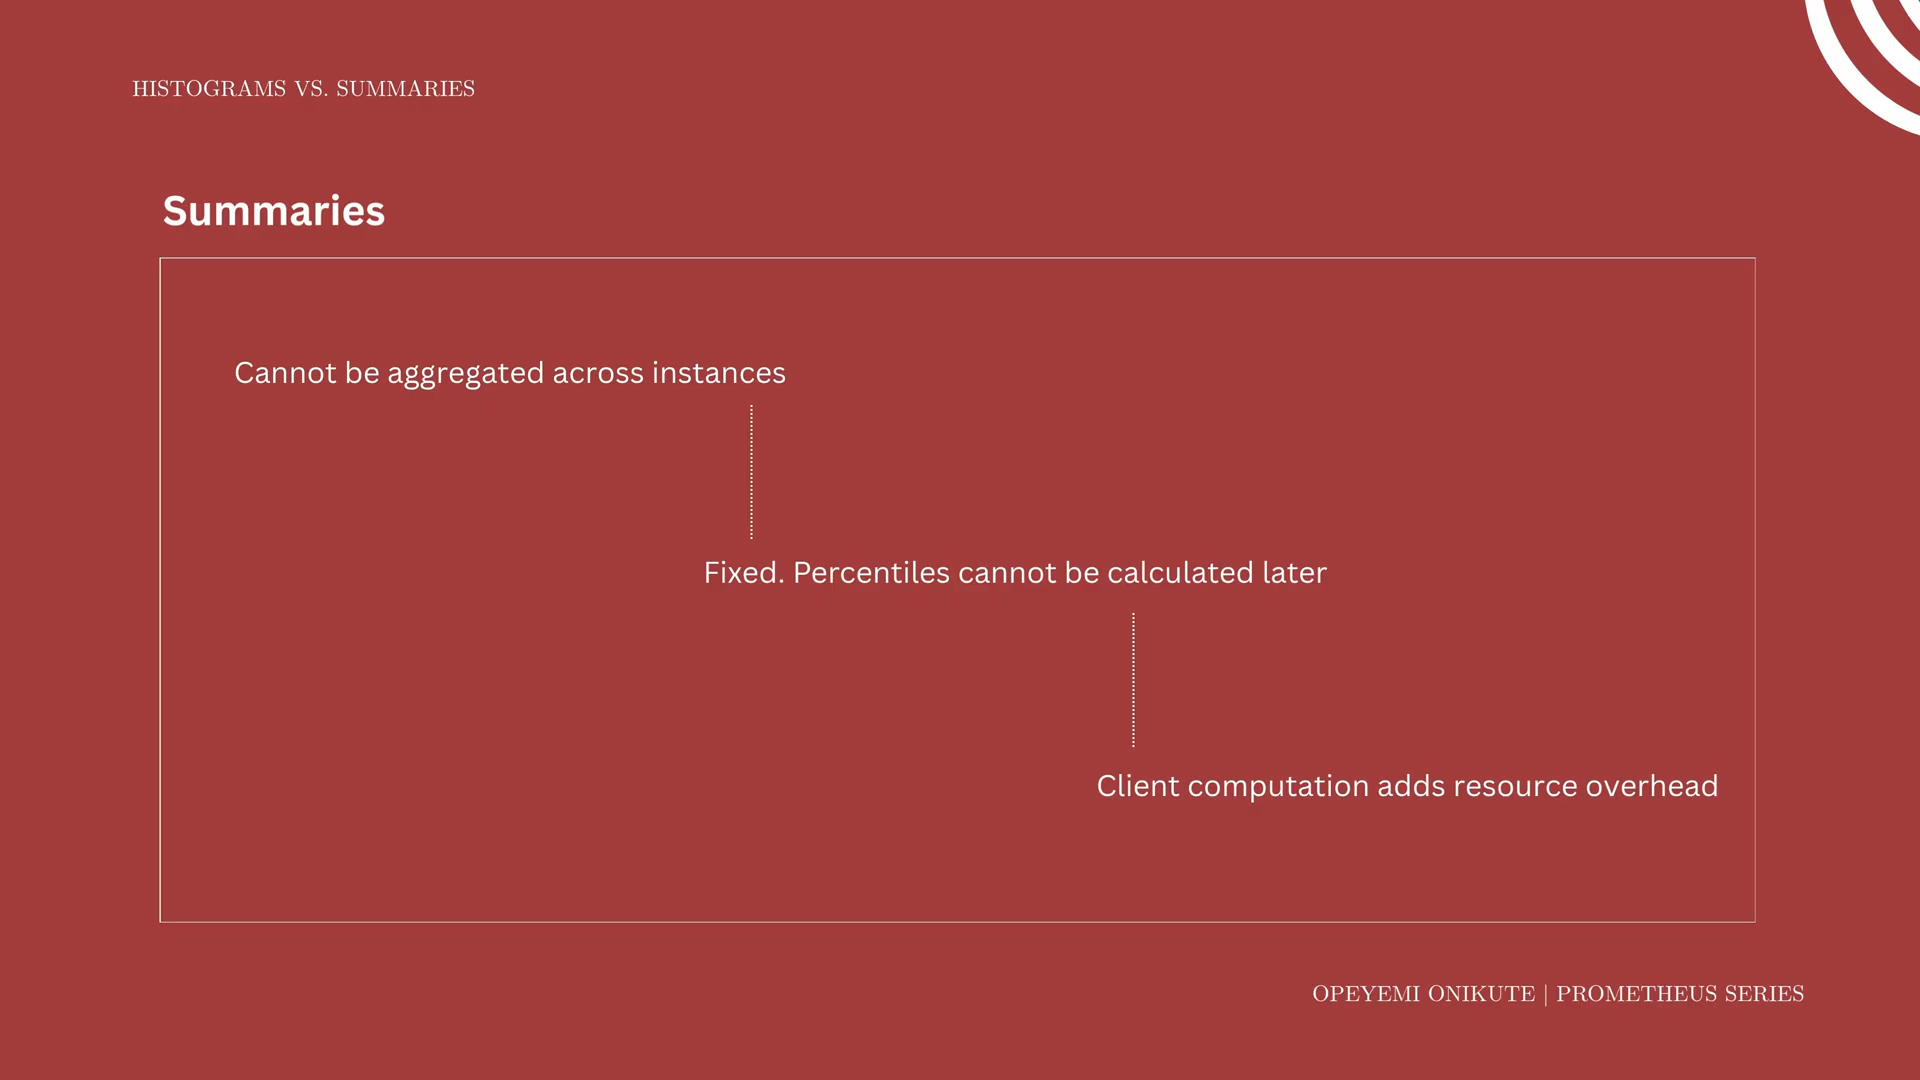 HISTOGRAMS VS. SUMMARIES
Summaries
Cannot be aggregated across instances
Fixed. Percentiles cannot be calculated later
Client computation adds resource overhead
OPEYEMI ONIKUTE | PROMETHEUS SERIES